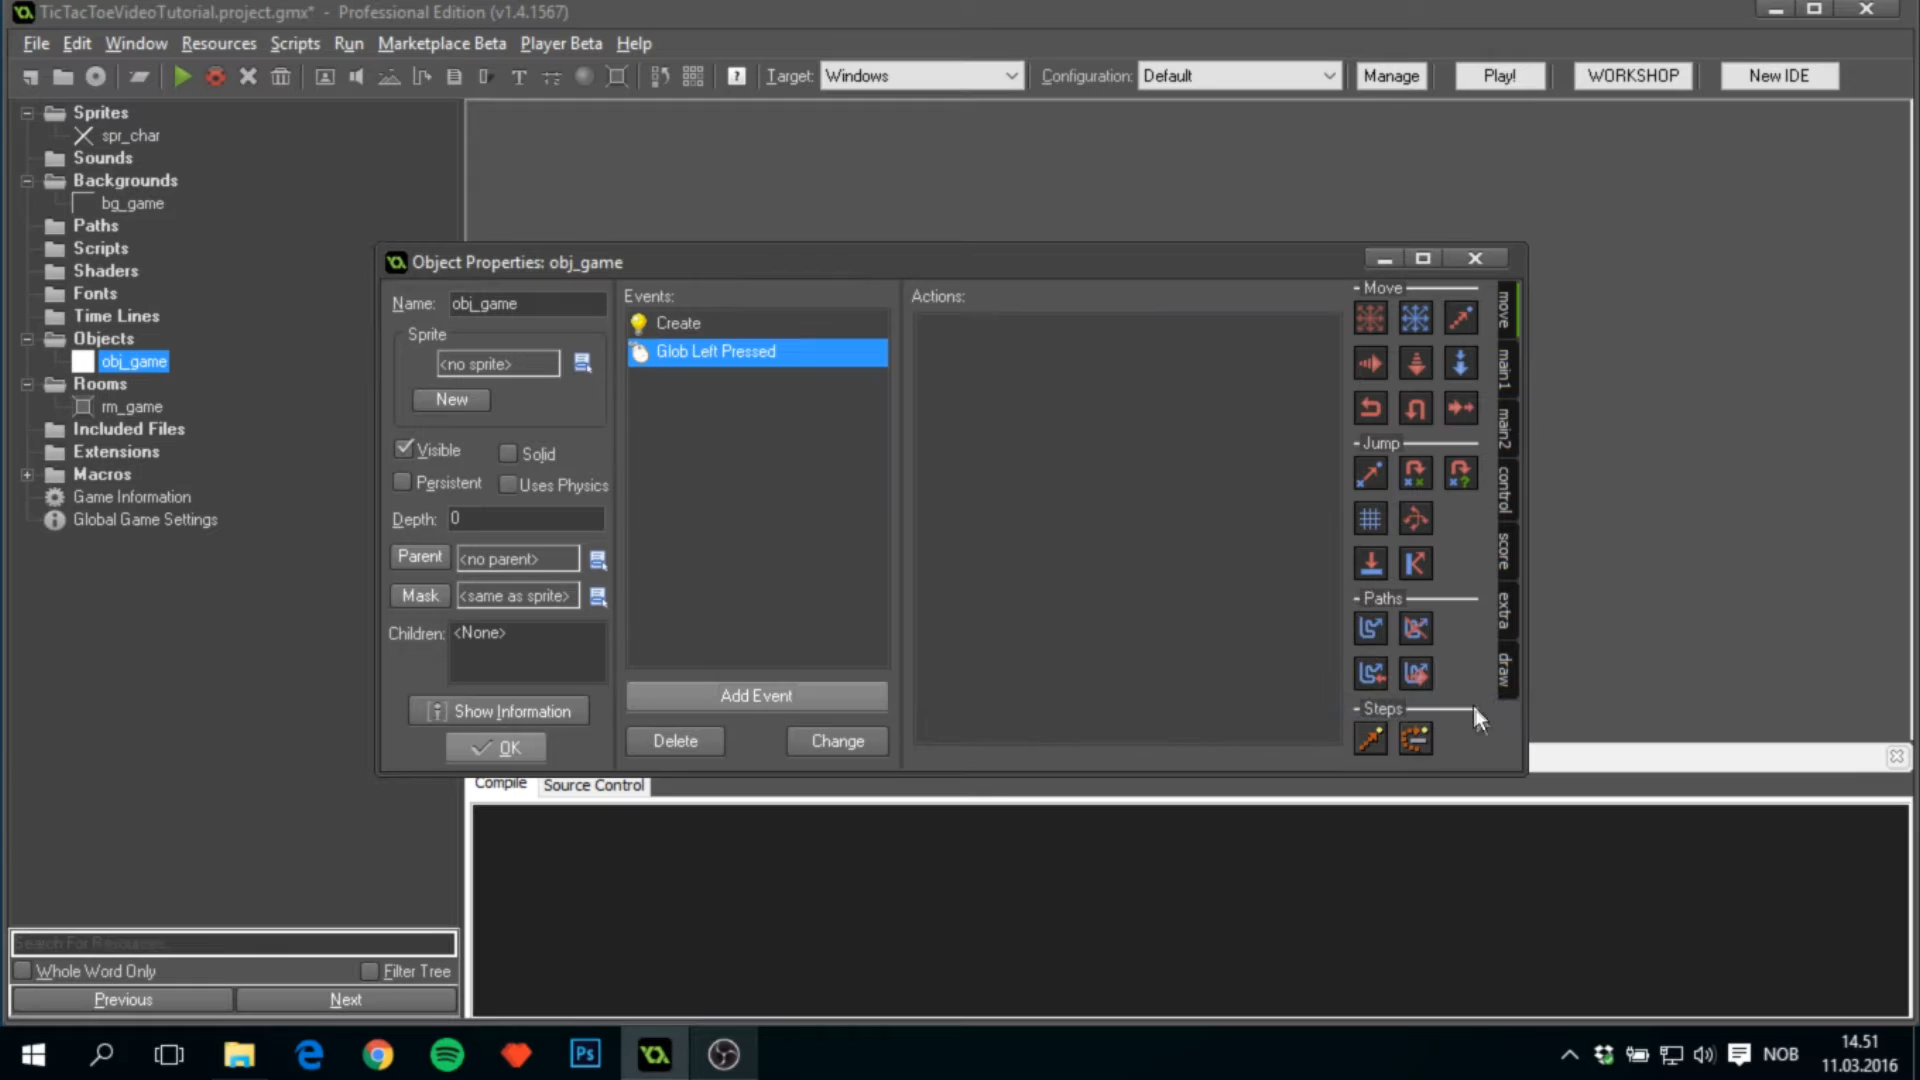 TicTacToeVideoTutorial.project.gmx* - Professional Edition (v1.4.1567)
File Edit Window Resources Scripts Run Marketplace Beta Player Beta Help
Target: Windows Configuration: Default Manage Play! WORKSHOP New IDE
Sprites
spr_char
Sounds
Backgrounds
bg_game
Paths
Scripts
Shaders
Fonts
Time Lines
Objects
obj_game
Rooms
rm_game
Included Files
Extensions
Macros
Game Information
Global Game Settings
Search For Resources...
Whole Word Only Filter Tree
Previous Next
Object Properties: obj_game
Name: obj_game
Sprite
<no sprite>
New
Visible Solid
Persistent Uses Physics
Depth: 0
Parent <no parent>
Mask <same as sprite>
Children: <None>
Show Information
OK
Events:
Create
Glob Left Pressed
Add Event
Delete Change
Actions:
Move
Jump
Paths
Steps
move
main1
main2
control
score
extra
draw
Compile Source Control
Ps
NOB
14.51
11.03.2016